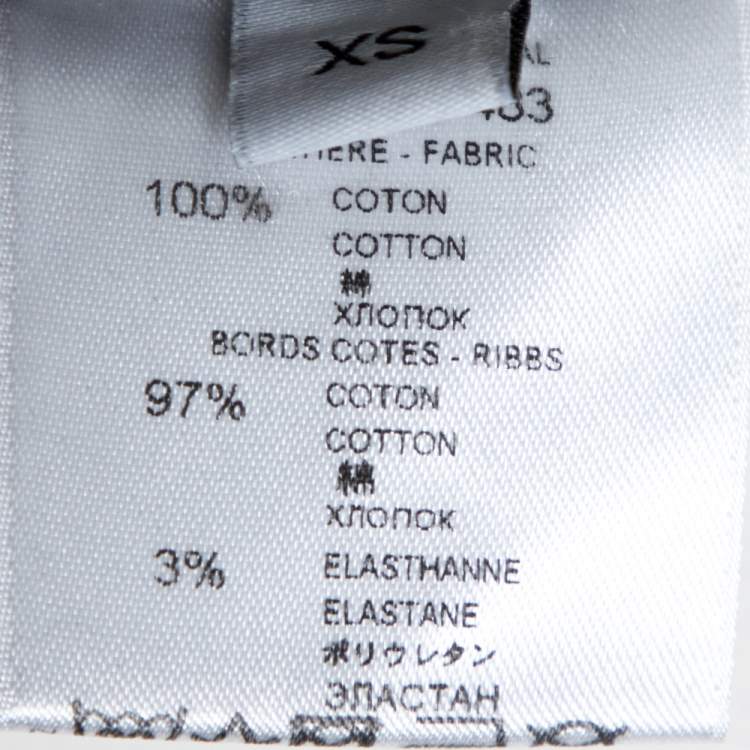 XS
FABRIC
100% COTON
COTTON
綿
ХЛОПОК
BORDS COTES - RIBBS
97% COTON
COTTON
綿
ХЛОПОК
3% ELASTHANNE
ELASTANE
ポリウレタン
ЭЛАСТАН